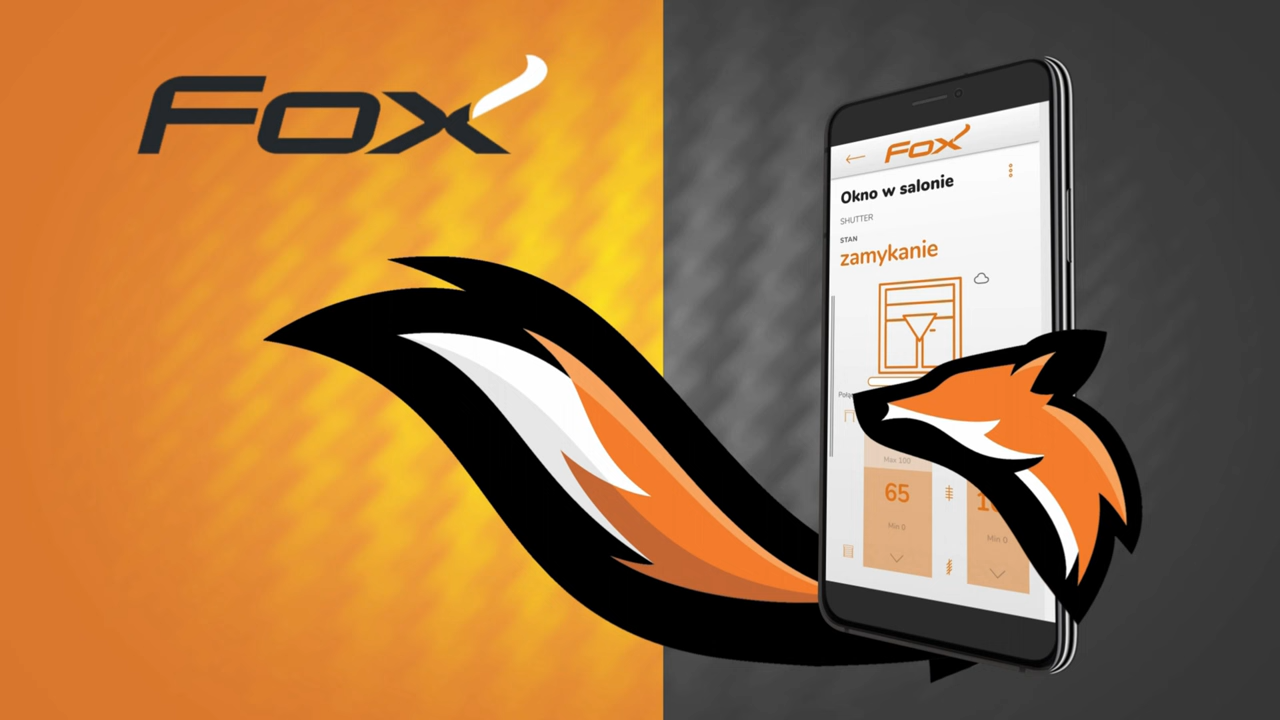 Fox
Fox
Okno w salonie
SHUTTER
STAN
zamykanie
Max 100
65
Min 0
Min 0